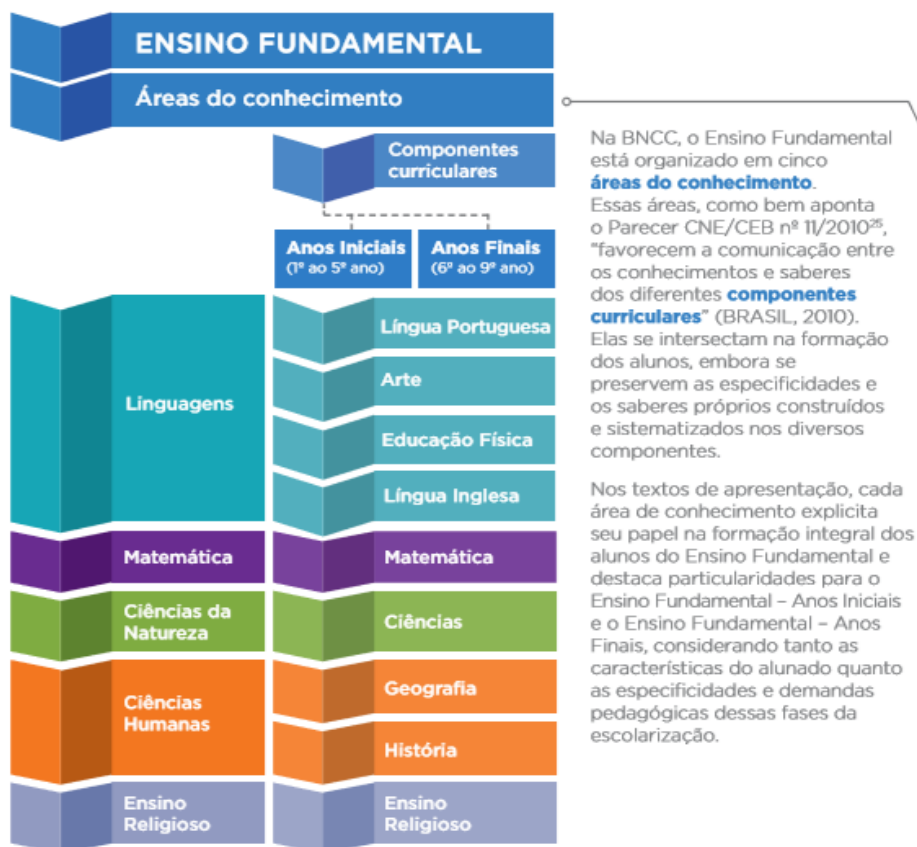 ENSINO FUNDAMENTAL
Áreas do conhecimento
Componentes
curriculares
Anos Iniciais
(1º ao 5º ano)
Anos Finais
(6º ao 9º ano)
Linguagens
Língua Portuguesa
Arte
Educação Física
Língua Inglesa
Matemática
Matemática
Ciências da
Natureza
Ciências
Ciências
Humanas
Geografia
História
Ensino
Religioso
Ensino
Religioso
Na BNCC, o Ensino Fundamental
está organizado em cinco
áreas do conhecimento.
Essas áreas, como bem aponta
o Parecer CNE/CEB nº 11/2010²⁵,
"favorecem a comunicação entre
os conhecimentos e saberes
dos diferentes componentes
curriculares" (BRASIL, 2010).
Elas se intersectam na formação
dos alunos, embora se
preservem as especificidades e
os saberes próprios construídos
e sistematizados nos diversos
componentes.
Nos textos de apresentação, cada
área de conhecimento explicita
seu papel na formação integral dos
alunos do Ensino Fundamental e
destaca particularidades para o
Ensino Fundamental – Anos Iniciais
e o Ensino Fundamental – Anos
Finais, considerando tanto as
características do alunado quanto
as especificidades e demandas
pedagógicas dessas fases da
escolarização.